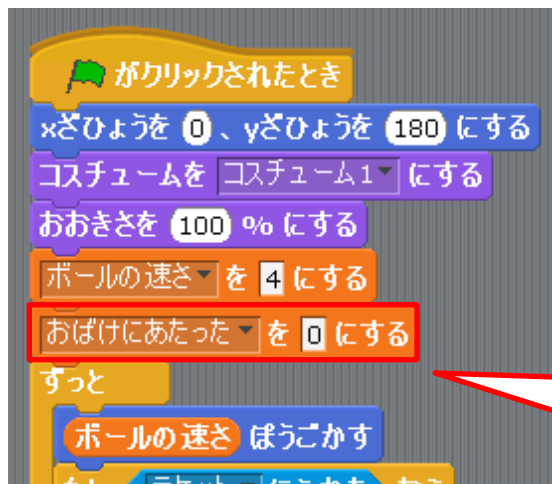 がクリックされたとき
xざひょうを 0 、yざひょうを 180 にする
コスチュームを コスチューム1 にする
おおきさを 100 % にする
ボールの速さ を 4 にする
おばけにあたった を 0 にする
ずっと
ボールの速さ ぽうごかす